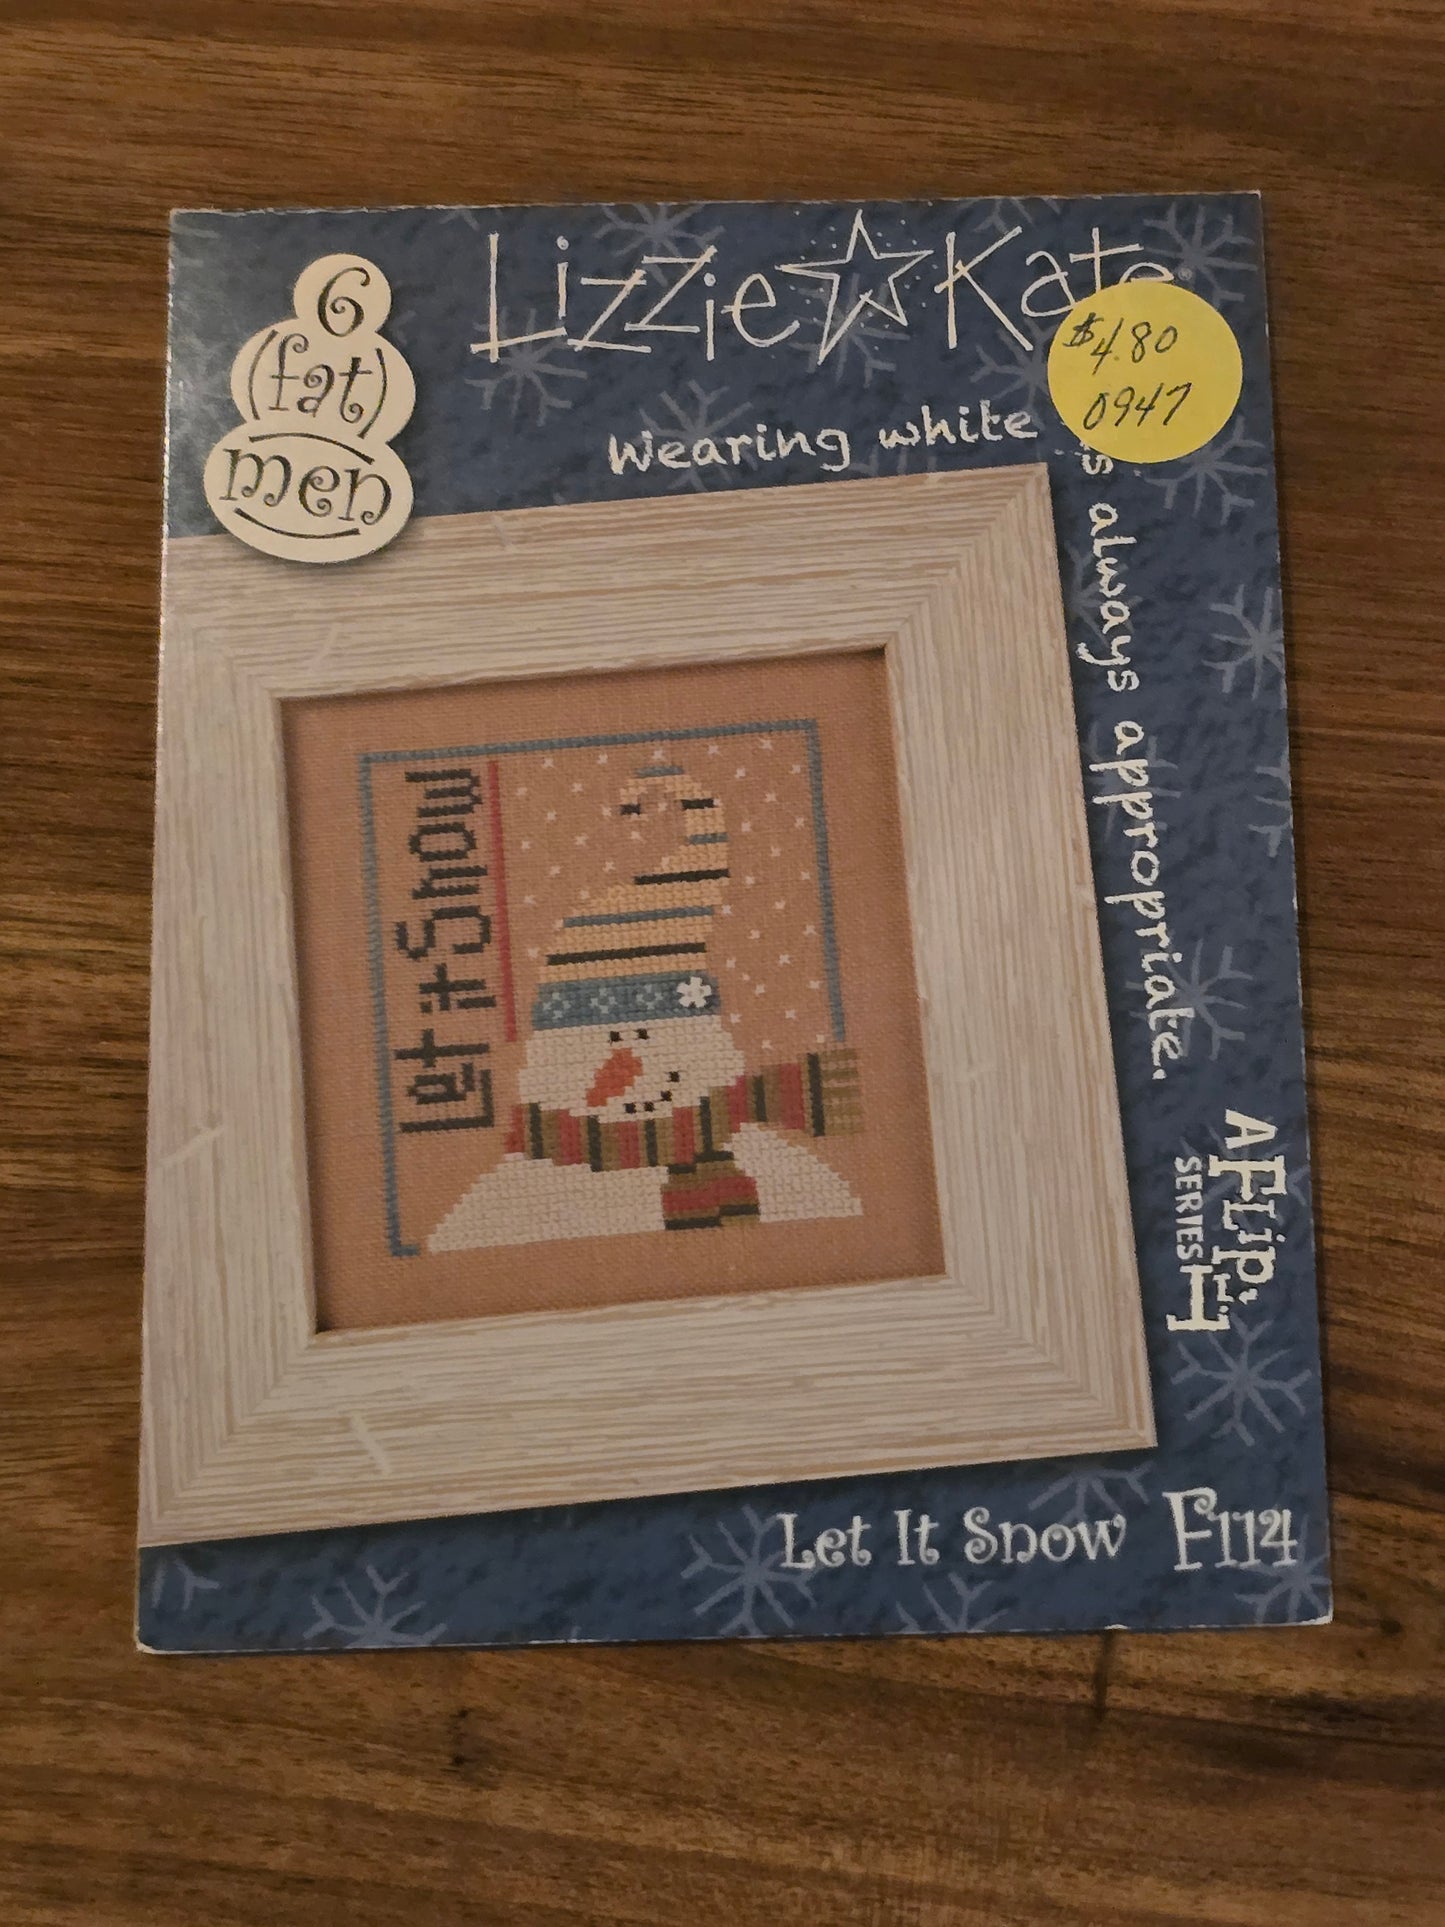 6
(fat)
men
Lizzie Kate
$4.80
0947
Wearing white is always appropriate.
Let it Snow
A FLip-it
SERIES
Let It Snow F114